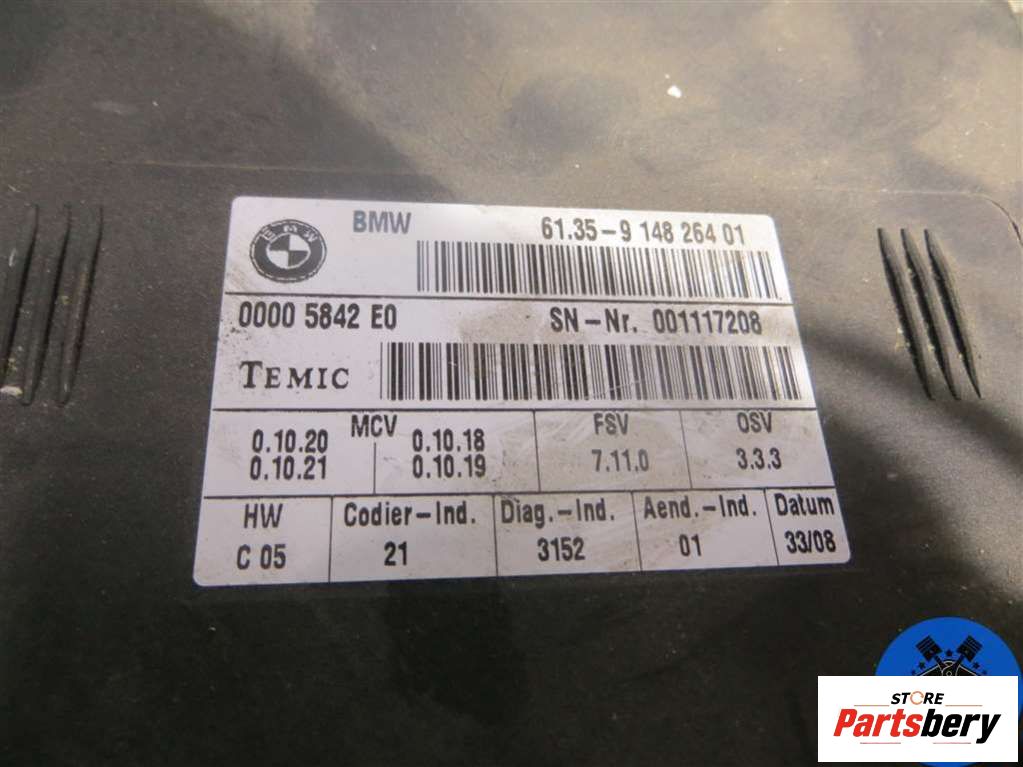 BMW 61.35-9 148 264 01
BMW
0000 5842 E0 SN-Nr. 001117208
TEMIC
MCV FSV OSV
0.10.20 0.10.18 7.11.0 3.3.3
0.10.21 0.10.19
HW Codier-Ind. Diag.-Ind. Aend.-Ind. Datum
C 05 21 3152 01 33/08
STORE
Partsbery